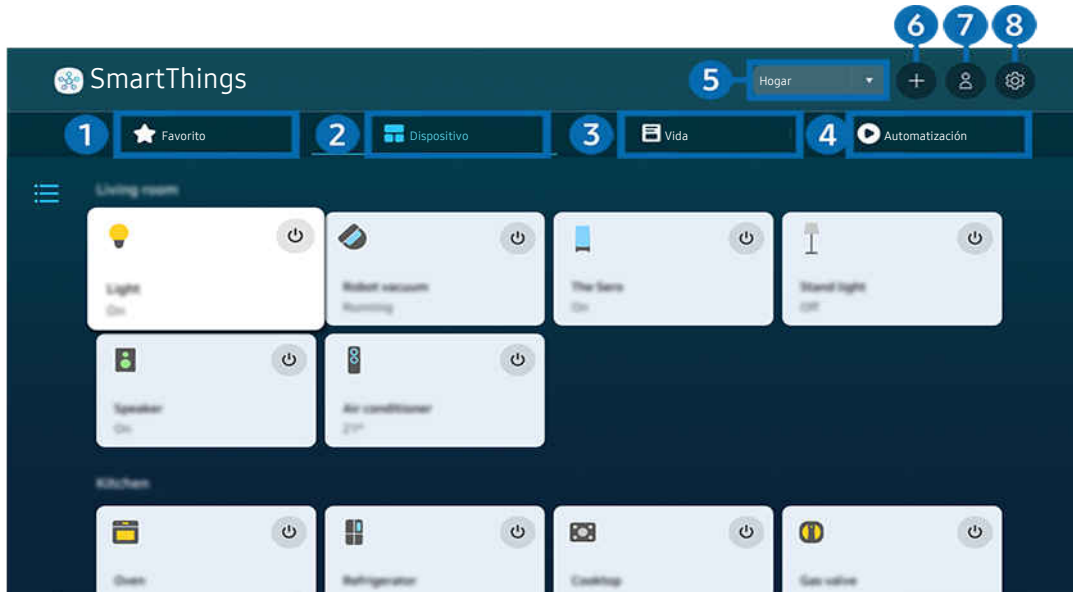 6 7 8
SmartThings
5 Hogar
1 Favorito 2 Dispositivo 3 Vida 4 Automatización
Living room
Light Robot vacuum The Sero Stand light
On Running On Off
Speaker Air conditioner
On 21°
Kitchen
Oven Refrigerator Cooktop Gas valve